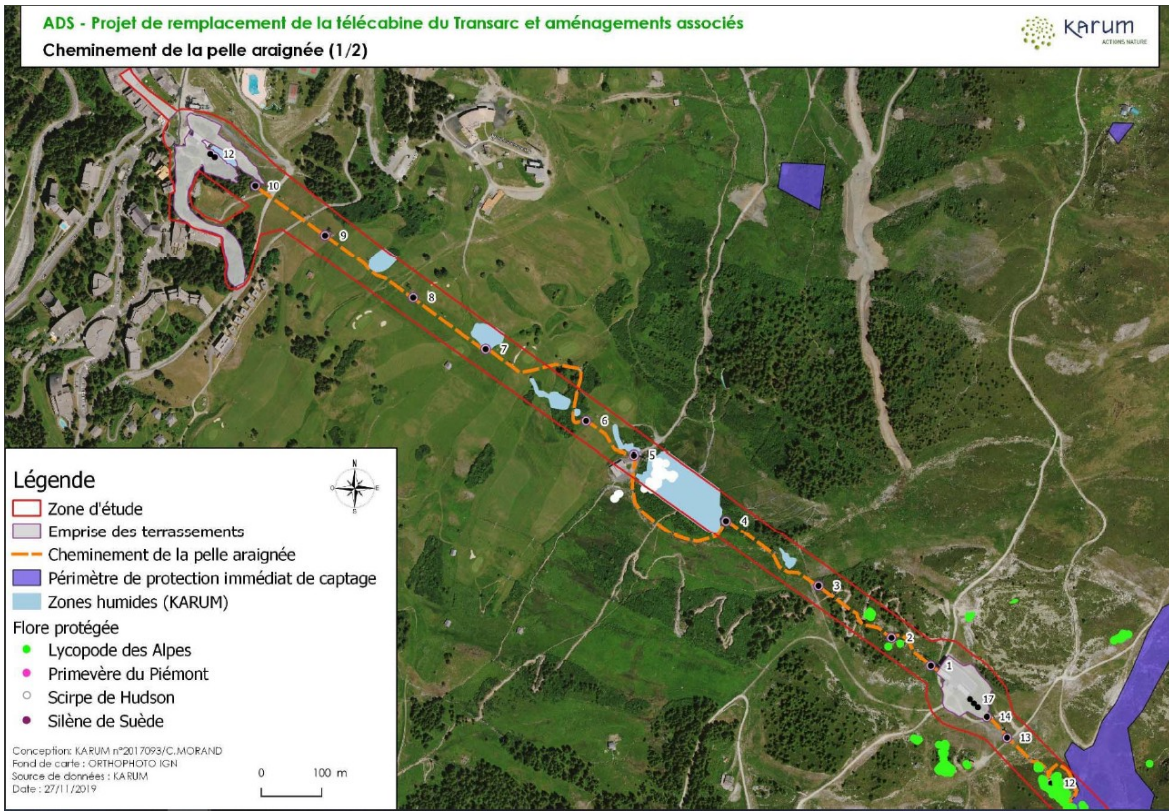 ADS - Projet de remplacement de la télécabine du Transarc et aménagements associés
Cheminement de la pelle araignée (1/2)
Karum
ACTIONS NATURE
12
10
9
8
7
6
5
4
3
2
1
17
14
13
12
Légende
N
O
E
S
Zone d'étude
Emprise des terrassements
Cheminement de la pelle araignée
Périmètre de protection immédiat de captage
Zones humides (KARUM)
Flore protégée
Lycopode des Alpes
Primevère du Piémont
Scirpe de Hudson
Silène de Suède
Conception: KARUM n°2017093/C.MORAND
Fond de carte : ORTHOPHOTO IGN
Source de données : KARUM
Date : 27/11/2019
0 100 m